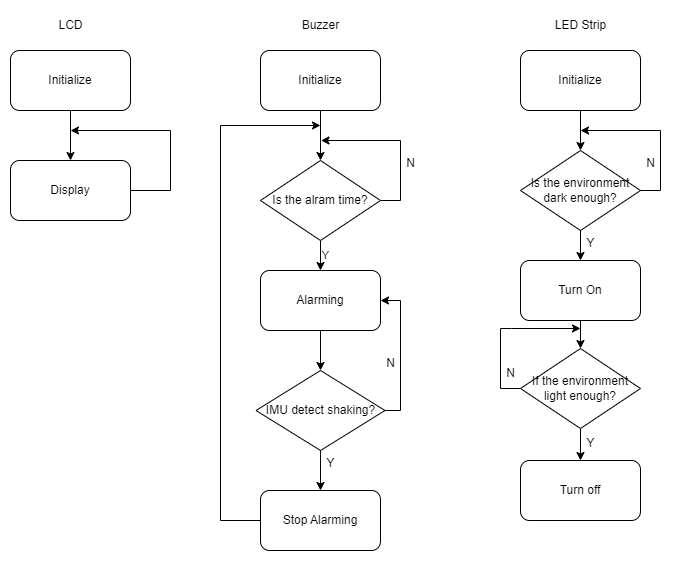 LCD
Initialize
Display
Buzzer
Initialize
Is the alram time?
N
Y
Alarming
N
IMU detect shaking?
Y
Stop Alarming
LED Strip
Initialize
N
Is the environment
dark enough?
Y
Turn On
N
If the environment
light enough?
Y
Turn off